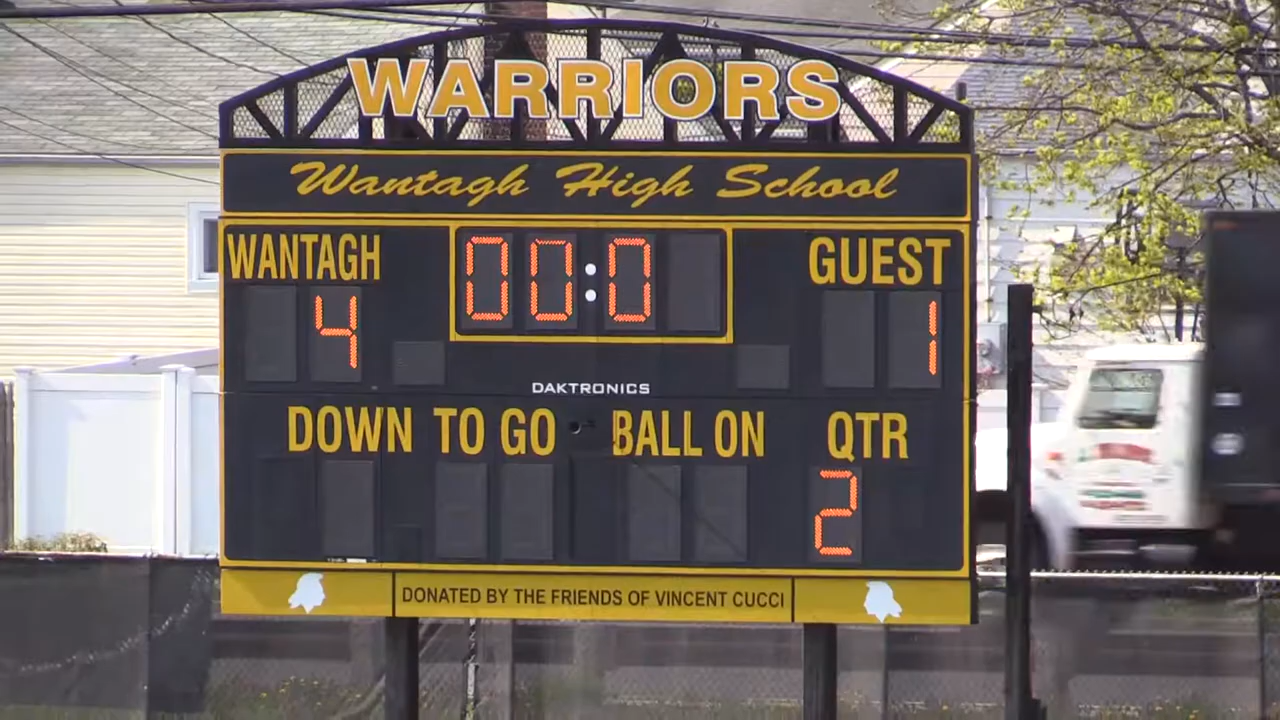 WARRIORS
Wantagh High School
WANTAGH
00:0
GUEST
4
1
DAKTRONICS
DOWN TO GO BALL ON QTR
2
DONATED BY THE FRIENDS OF VINCENT CUCCI